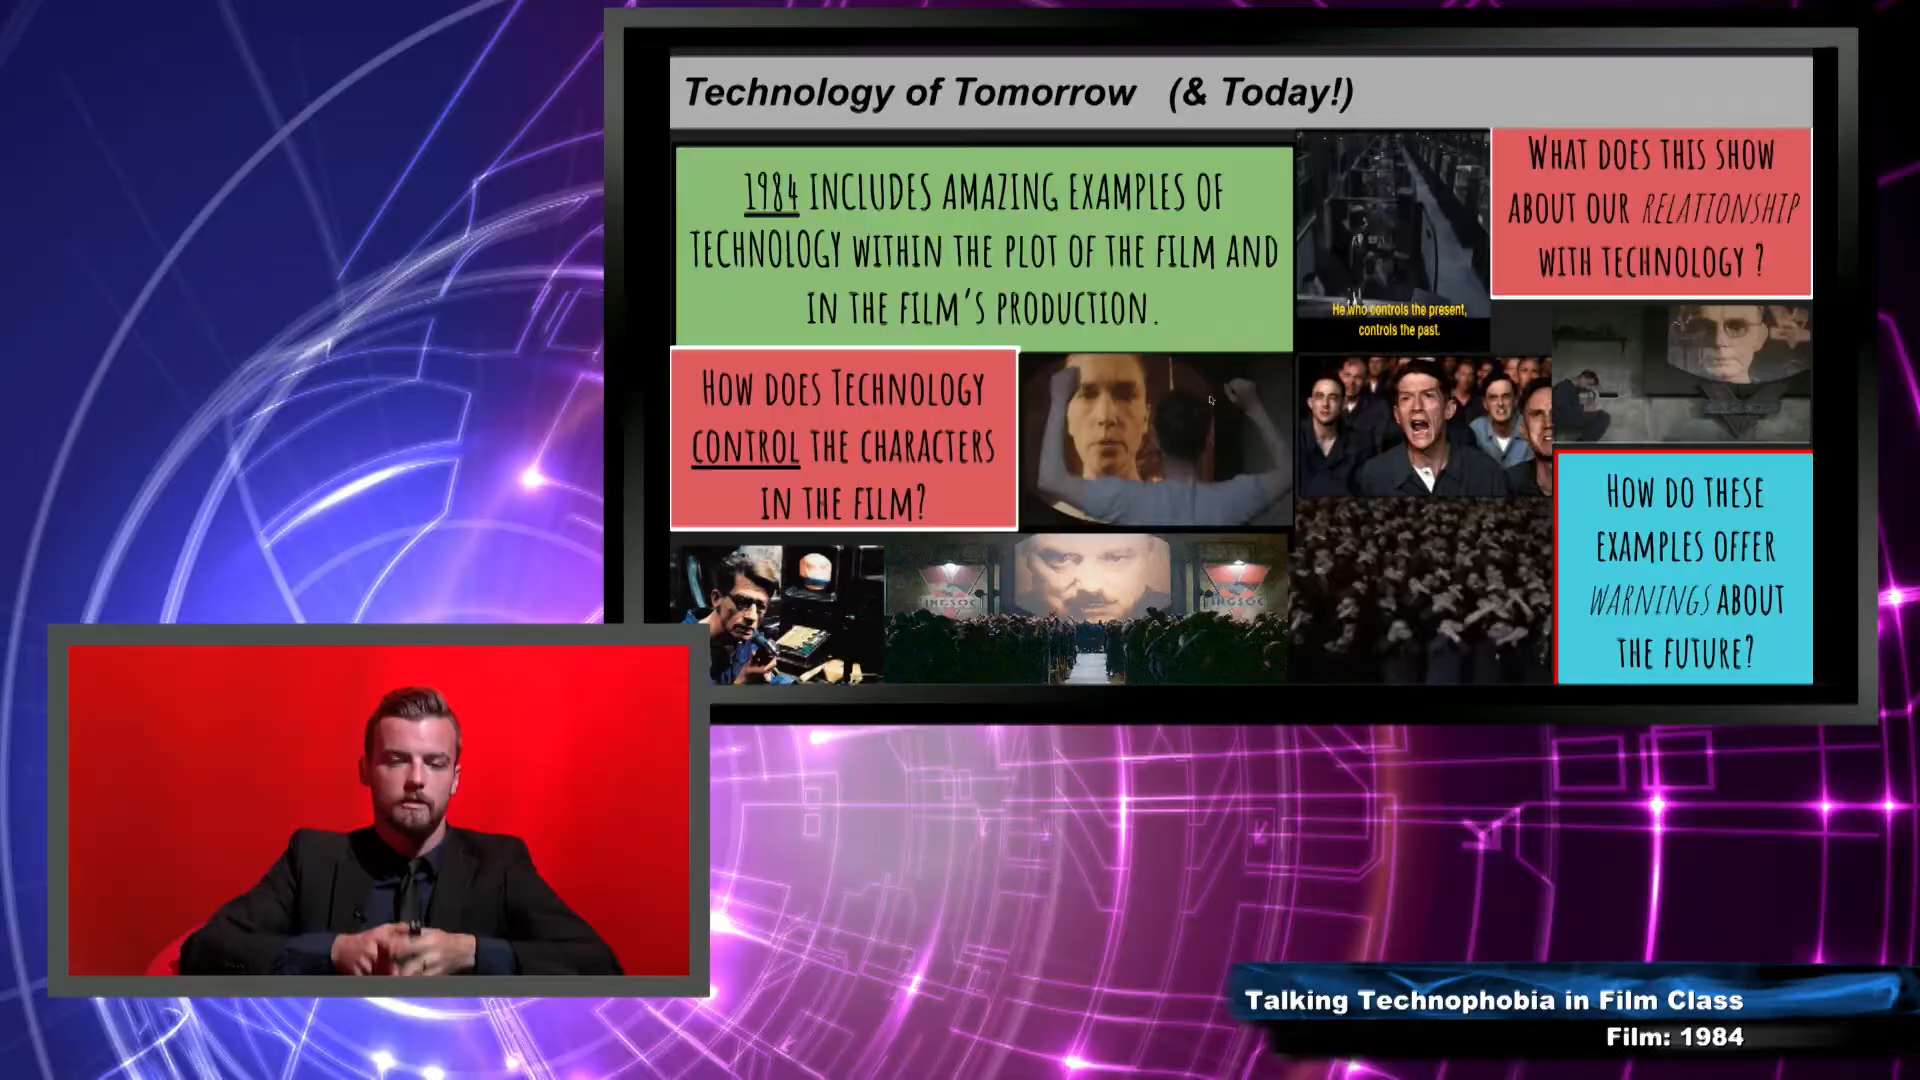 Technology of Tomorrow (& Today!)
1984 INCLUDES AMAZING EXAMPLES OF
TECHNOLOGY WITHIN THE PLOT OF THE FILM AND
IN THE FILM'S PRODUCTION.
He who controls the present,
controls the past.
WHAT DOES THIS SHOW
ABOUT OUR RELATIONSHIP
WITH TECHNOLOGY ?
HOW DOES TECHNOLOGY
CONTROL THE CHARACTERS
IN THE FILM?
INGSOC
INGSOC
HOW DO THESE
EXAMPLES OFFER
WARNINGS ABOUT
THE FUTURE?
Talking Technophobia in Film Class
Film: 1984